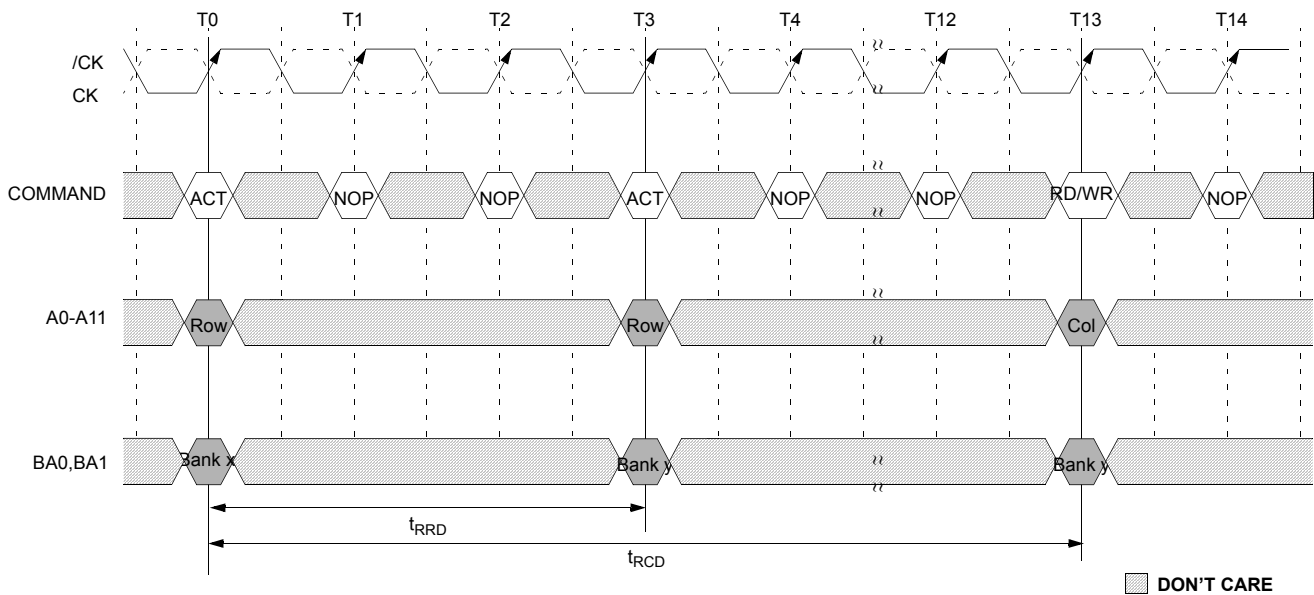 T0 T1 T2 T3 T4 T12 T13 T14
/CK
CK
COMMAND ACT NOP NOP ACT NOP NOP RD/WR NOP
A0-A11 Row Row Col
BA0,BA1 Bank x Bank y Bank y
tRRD
tRCD
DON'T CARE